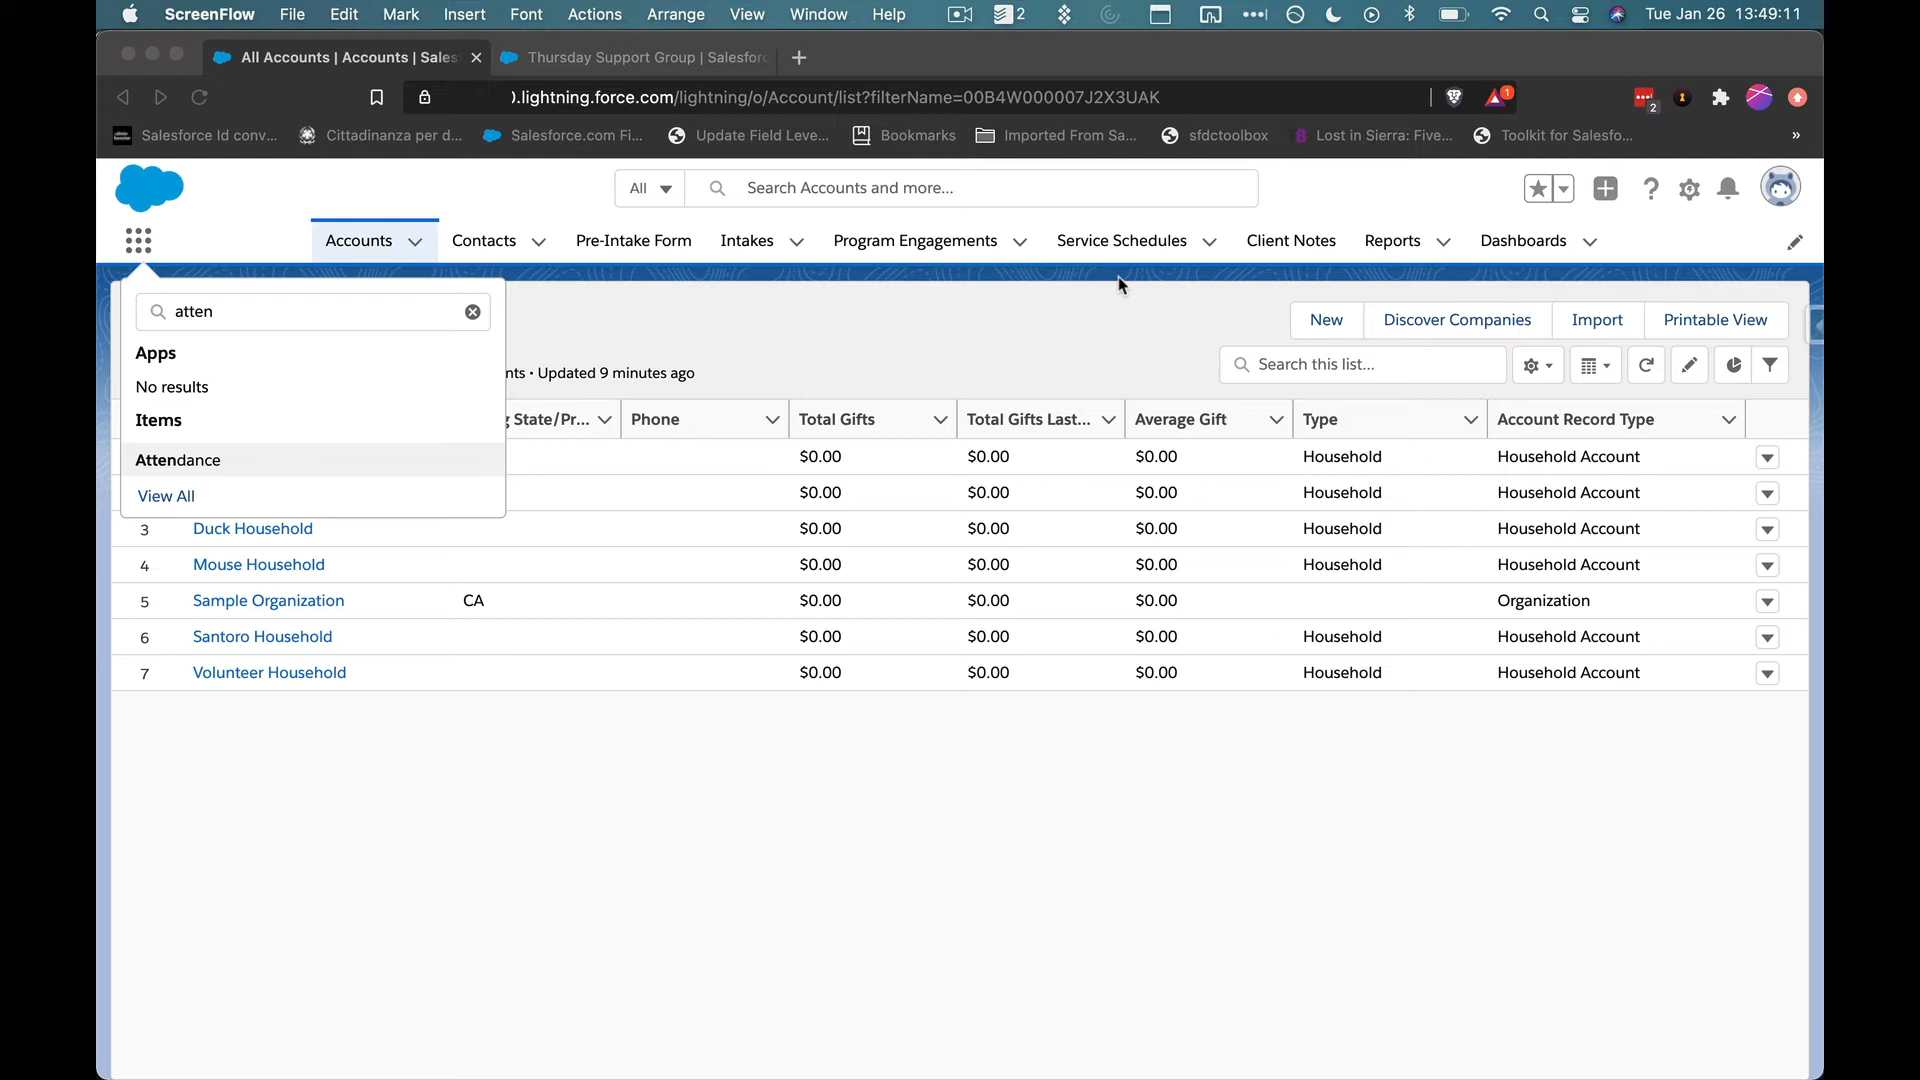 ScreenFlow File Edit Mark Insert Font Actions Arrange View Window Help 2 Tue Jan 26 13:49:11
All Accounts | Accounts | Sales Thursday Support Group | Salesforc
).lightning.force.com/lightning/o/Account/list?filterName=00B4W000007J2X3UAK 1 2
Salesforce Id conv... Cittadinanza per d... Salesforce.com Fi... Update Field Leve... Bookmarks Imported From Sa... sfdctoolbox Lost in Sierra: Five... Toolkit for Salesfo... »
All Search Accounts and more...
Accounts Contacts Pre-Intake Form Intakes Program Engagements Service Schedules Client Notes Reports Dashboards
atten
Apps
No results
Items
Attendance
View All
New Discover Companies Import Printable View
nts • Updated 9 minutes ago Search this list...
g State/Pr... Phone Total Gifts Total Gifts Last... Average Gift Type Account Record Type
$0.00 $0.00 $0.00 Household Household Account
$0.00 $0.00 $0.00 Household Household Account
3 Duck Household $0.00 $0.00 $0.00 Household Household Account
4 Mouse Household $0.00 $0.00 $0.00 Household Household Account
5 Sample Organization CA $0.00 $0.00 $0.00 Organization
6 Santoro Household $0.00 $0.00 $0.00 Household Household Account
7 Volunteer Household $0.00 $0.00 $0.00 Household Household Account